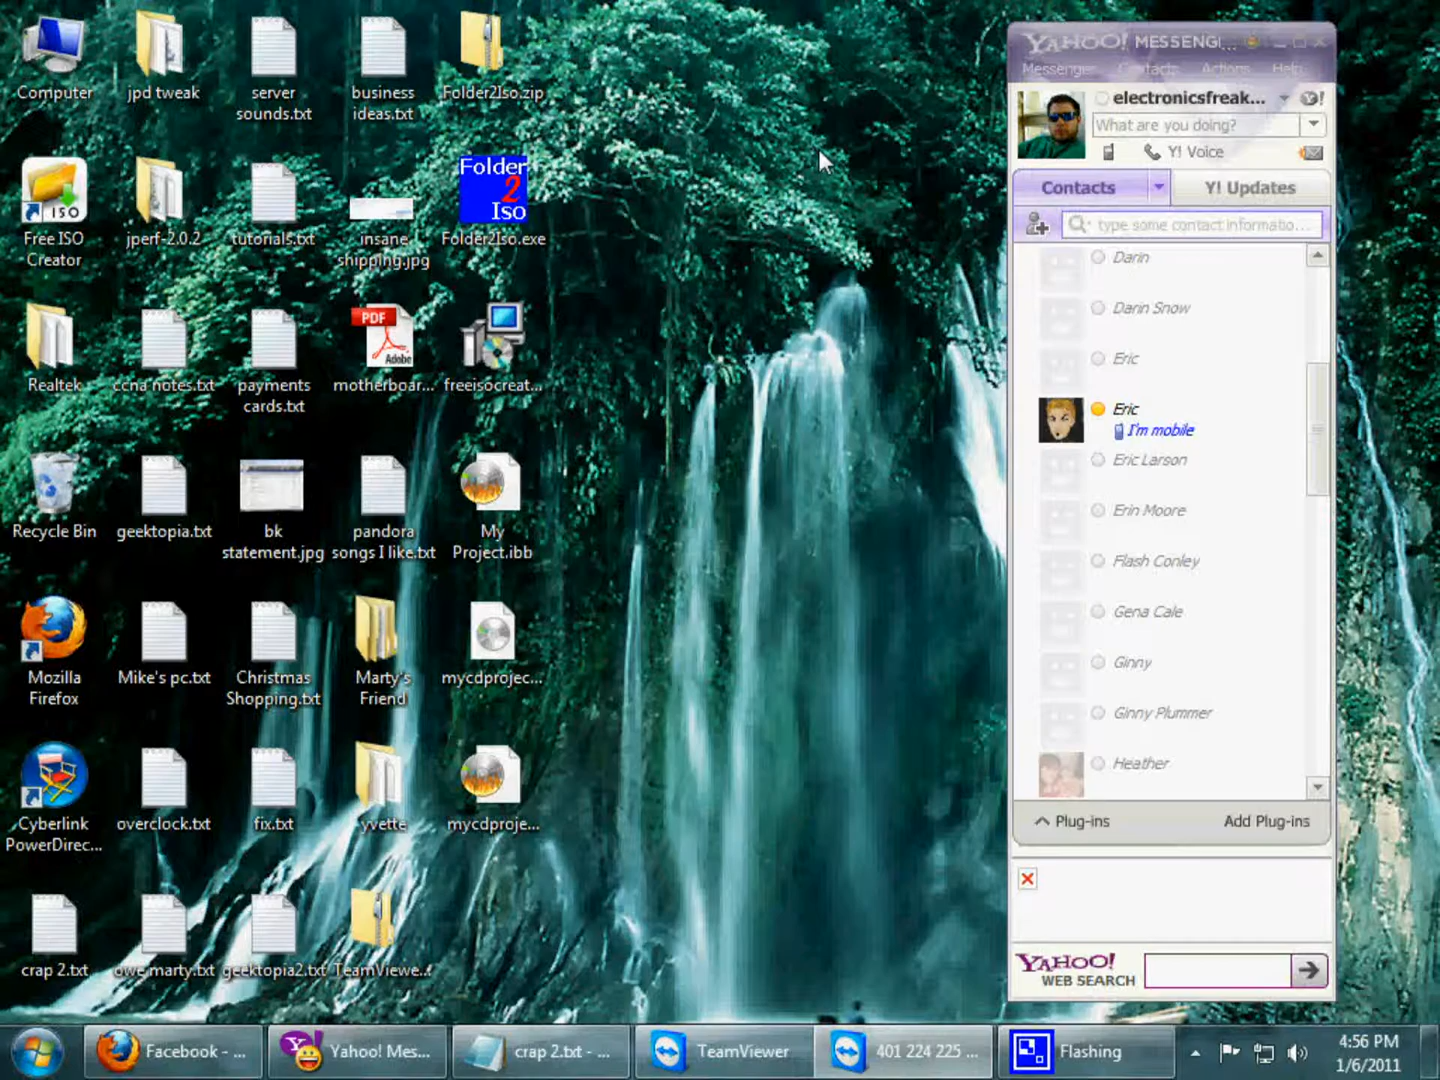 Computer
jpd tweak
server
sounds.txt
business
ideas.txt
Folder2Iso.zip
ISO
Free ISO
Creator
jperf-2.0.2
tutorials.txt
insane
shipping.jpg
Folder
2
Iso
Folder2Iso.exe
Realtek
ccna notes.txt
payments
cards.txt
PDF
Adobe
motherboar...
freeisocreat...
Recycle Bin
geektopia.txt
bk
statement.jpg
pandora
songs I like.txt
My
Project.ibb
Mozilla
Firefox
Mike's pc.txt
Christmas
Shopping.txt
Marty's
Friend
mycdprojec...
Cyberlink
PowerDirec...
overclock.txt
fix.txt
yvette
mycdproje...
crap 2.txt
owe marty.txt
geektopia2.txt
TeamViewe...
YAHOO! MESSENG...
Messenger Contacts Actions Help
electronicsfreak...
What are you doing?
Y! Voice
Contacts
Y! Updates
type some contact informatio...
Darin
Darin Snow
Eric
Eric
I'm mobile
Eric Larson
Erin Moore
Flash Conley
Gena Cale
Ginny
Ginny Plummer
Heather
Plug-ins
Add Plug-ins
YAHOO!
WEB SEARCH
Facebook - ...
Yahoo! Mes...
crap 2.txt - ...
TeamViewer
401 224 225 ...
Flashing
4:56 PM
1/6/2011